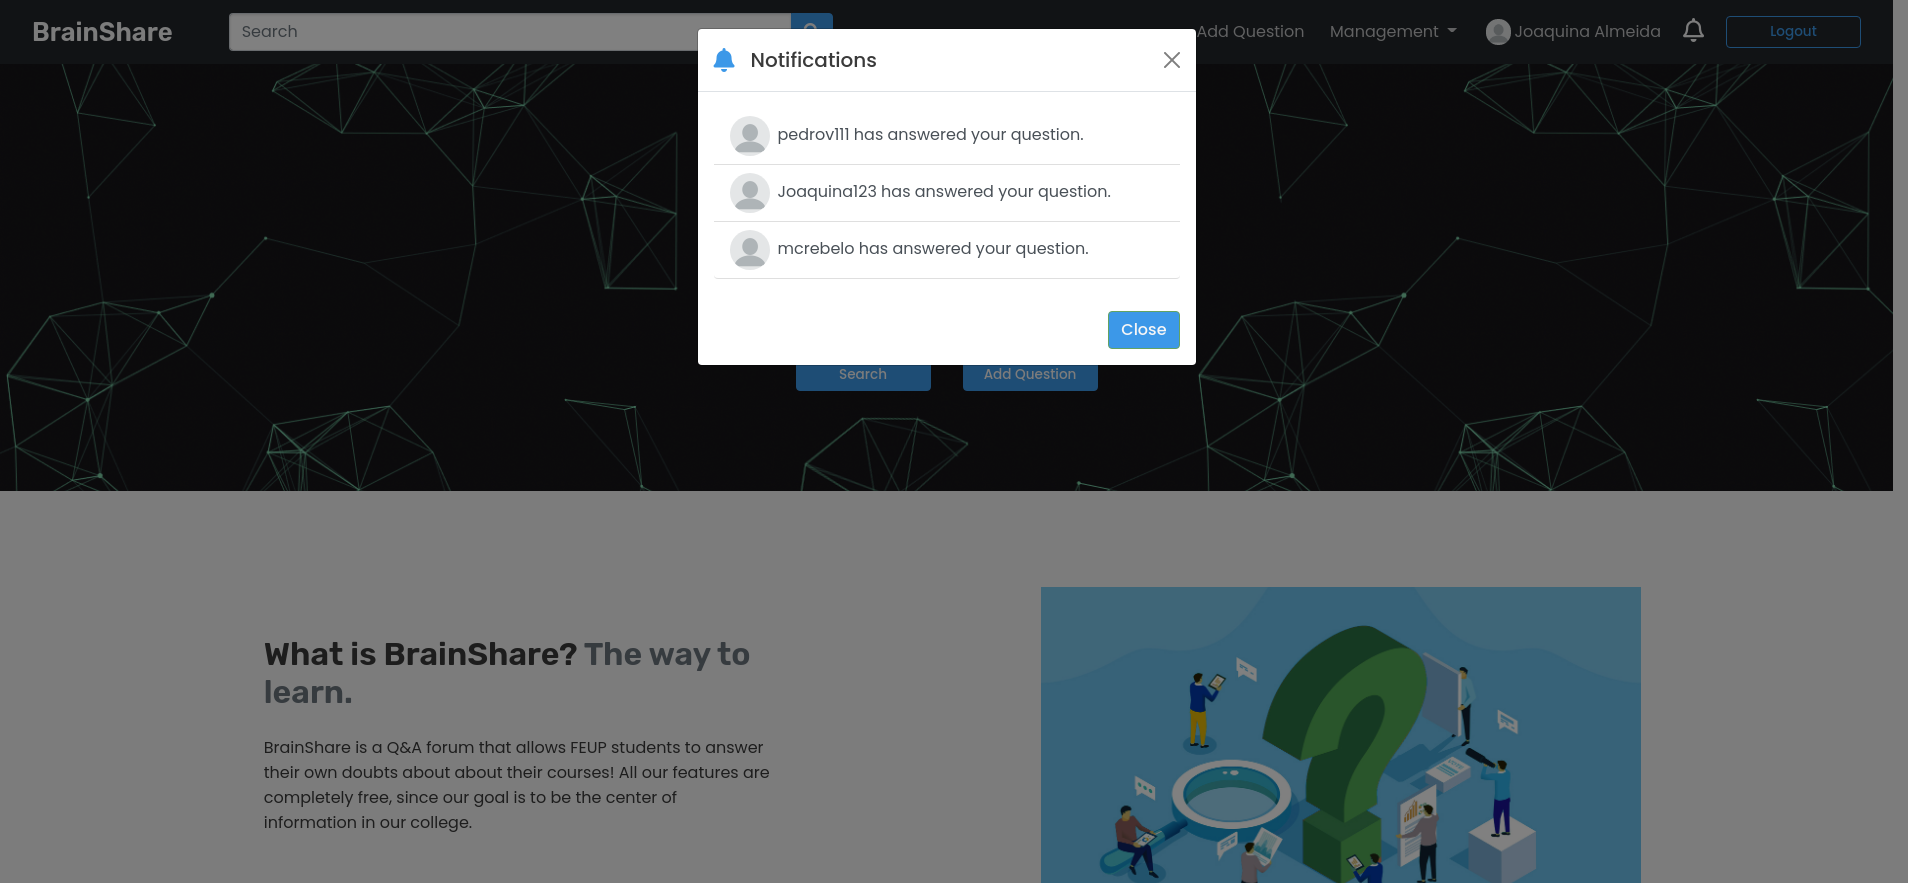 BrainShare
Search
Add Question
Management
Joaquina Almeida
Logout
Notifications
pedrov111 has answered your question.
Joaquina123 has answered your question.
mcrebelo has answered your question.
Close
Search
Add Question
What is BrainShare? The way to
learn.
BrainShare is a Q&A forum that allows FEUP students to answer
their own doubts about about their courses! All our features are
completely free, since our goal is to be the center of
information in our college.